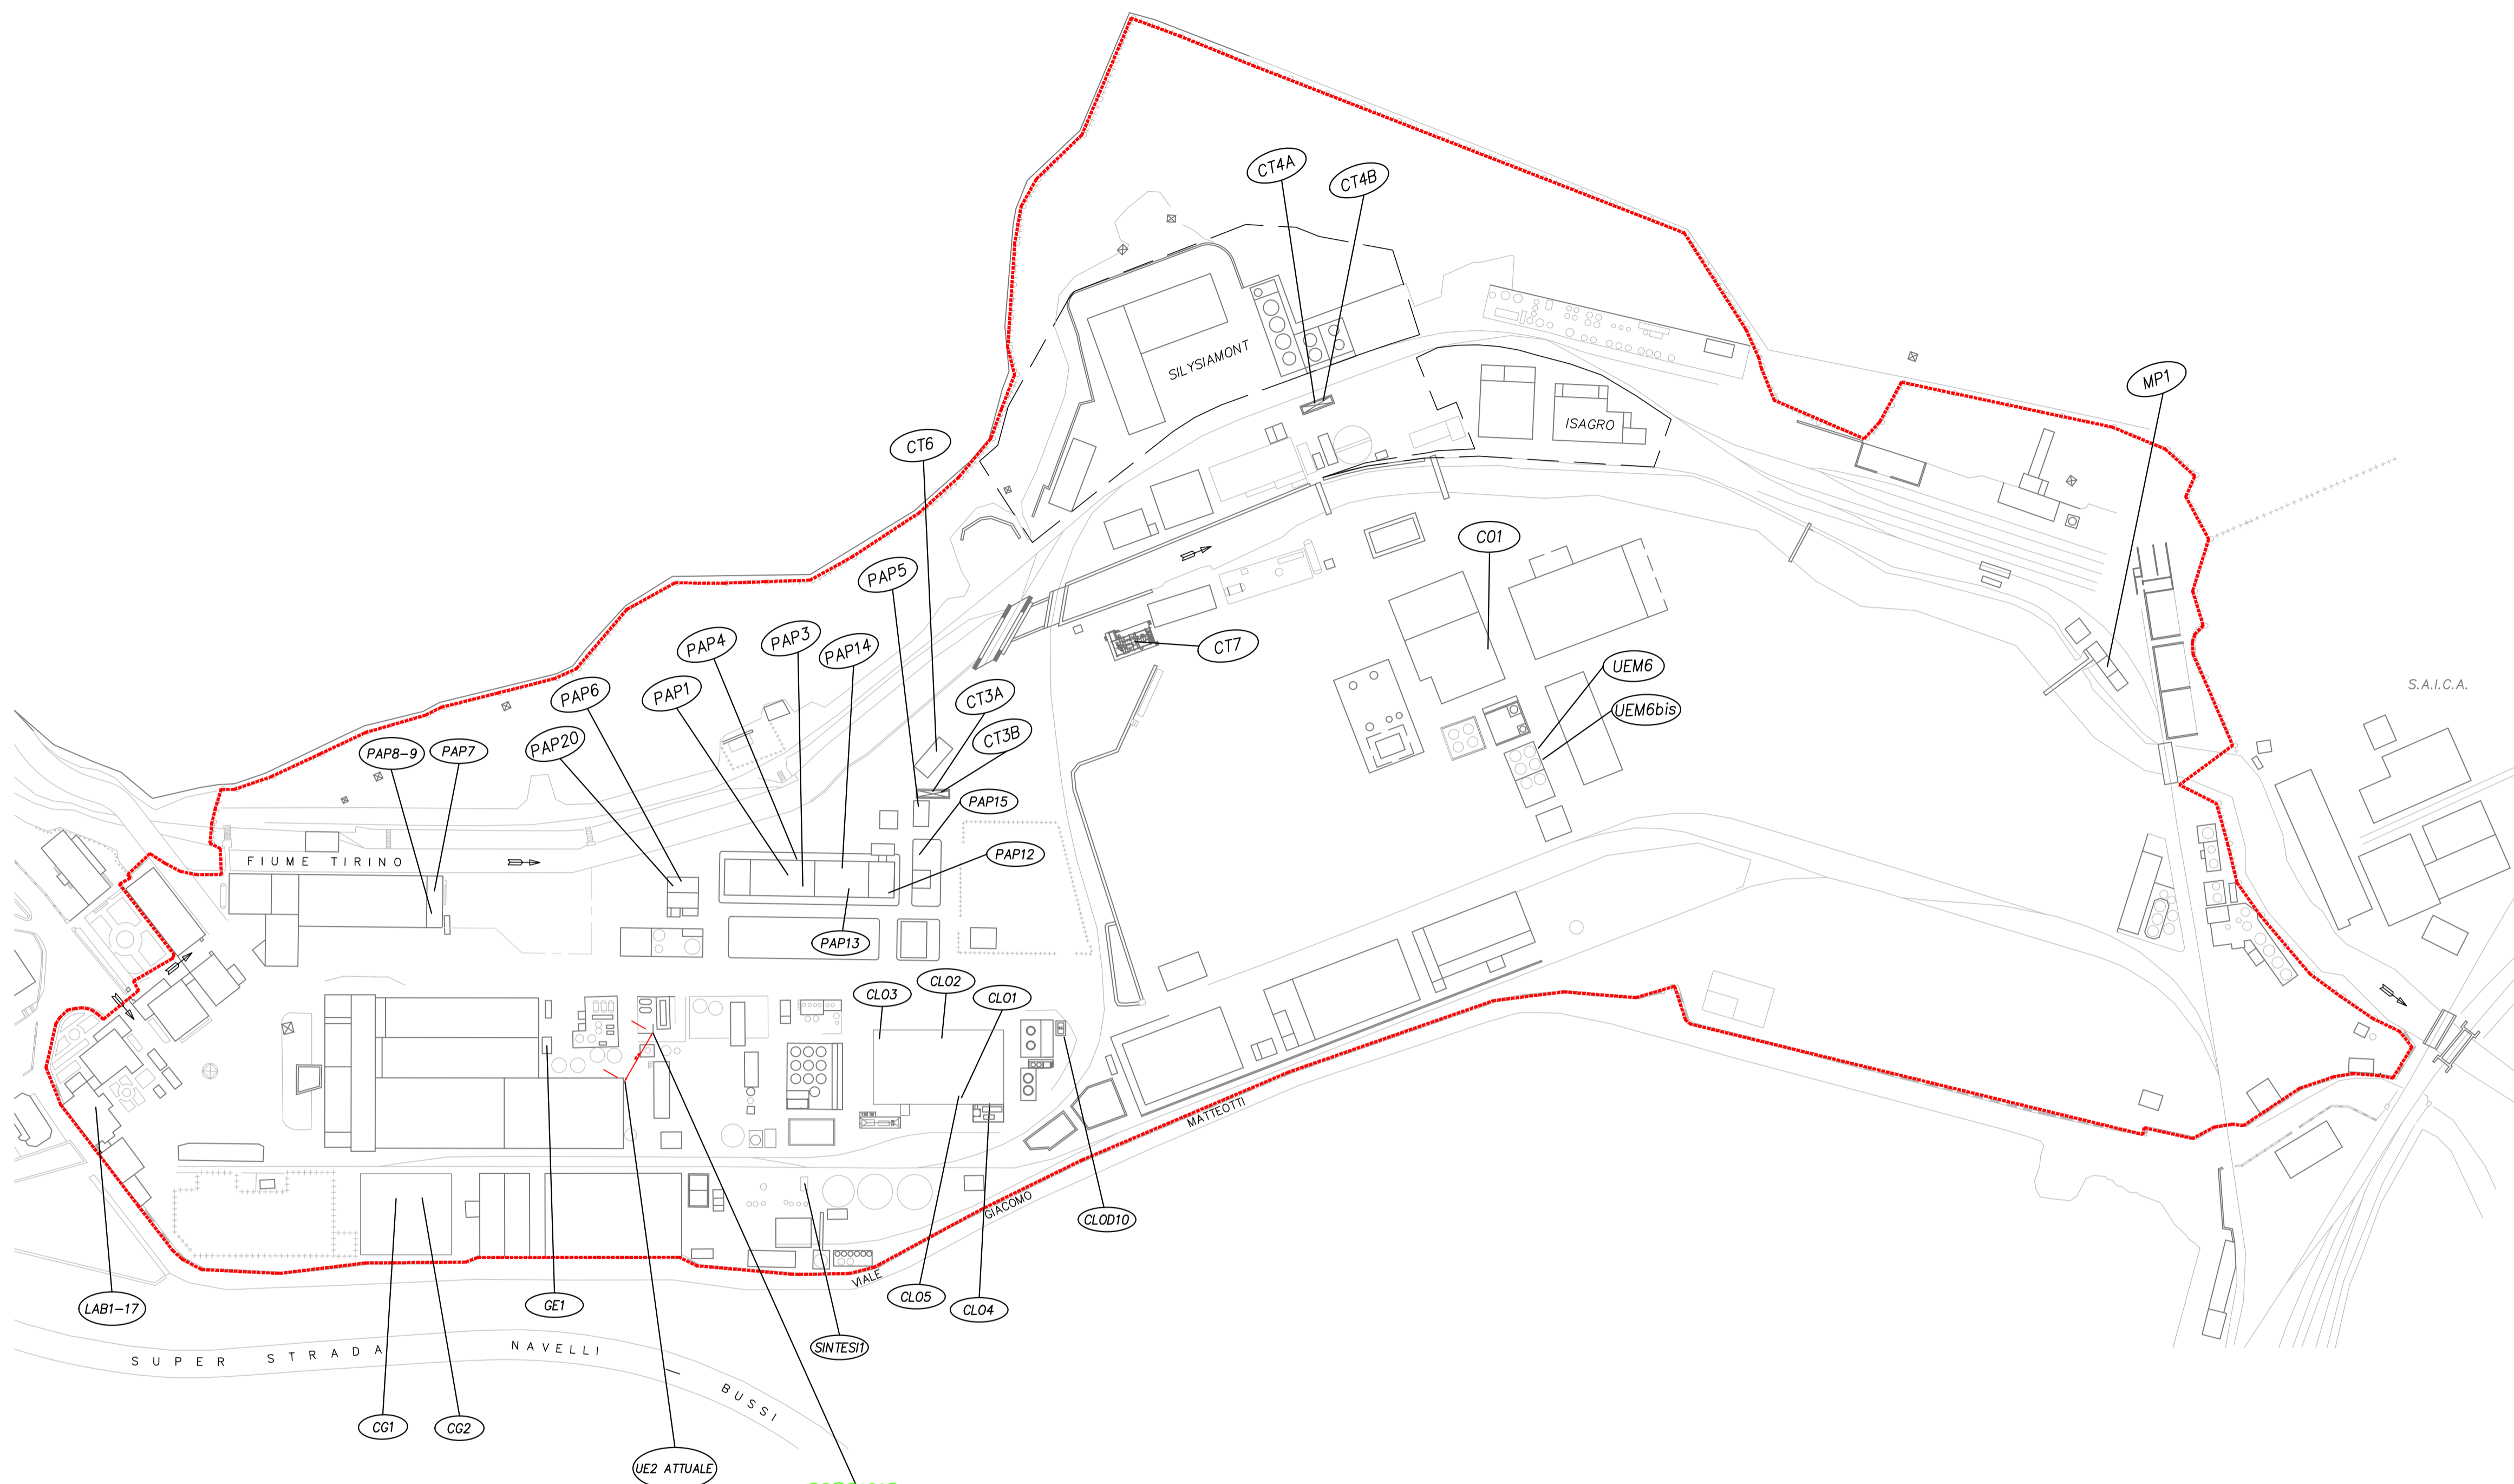 CT4A
CT4B
SILYSIAMONT
ISAGRO
MP1
CT6
PAP5
CO1
PAP4
PAP3
PAP14
CT7
UEM6
UEM6bis
S.A.I.C.A.
PAP6
PAP1
CT3A
CT3B
PAP20
PAP8-9
PAP7
PAP15
PAP12
FIUME TIRINO
PAP13
CLO3
CLO2
CLO1
VIALE GIACOMO MATTEOTTI
CLOD10
LAB1-17
GE1
CLO5
CLO4
SINTESI1
SUPER STRADA NAVELLI - BUSSI
CG1
CG2
UE2 ATTUALE